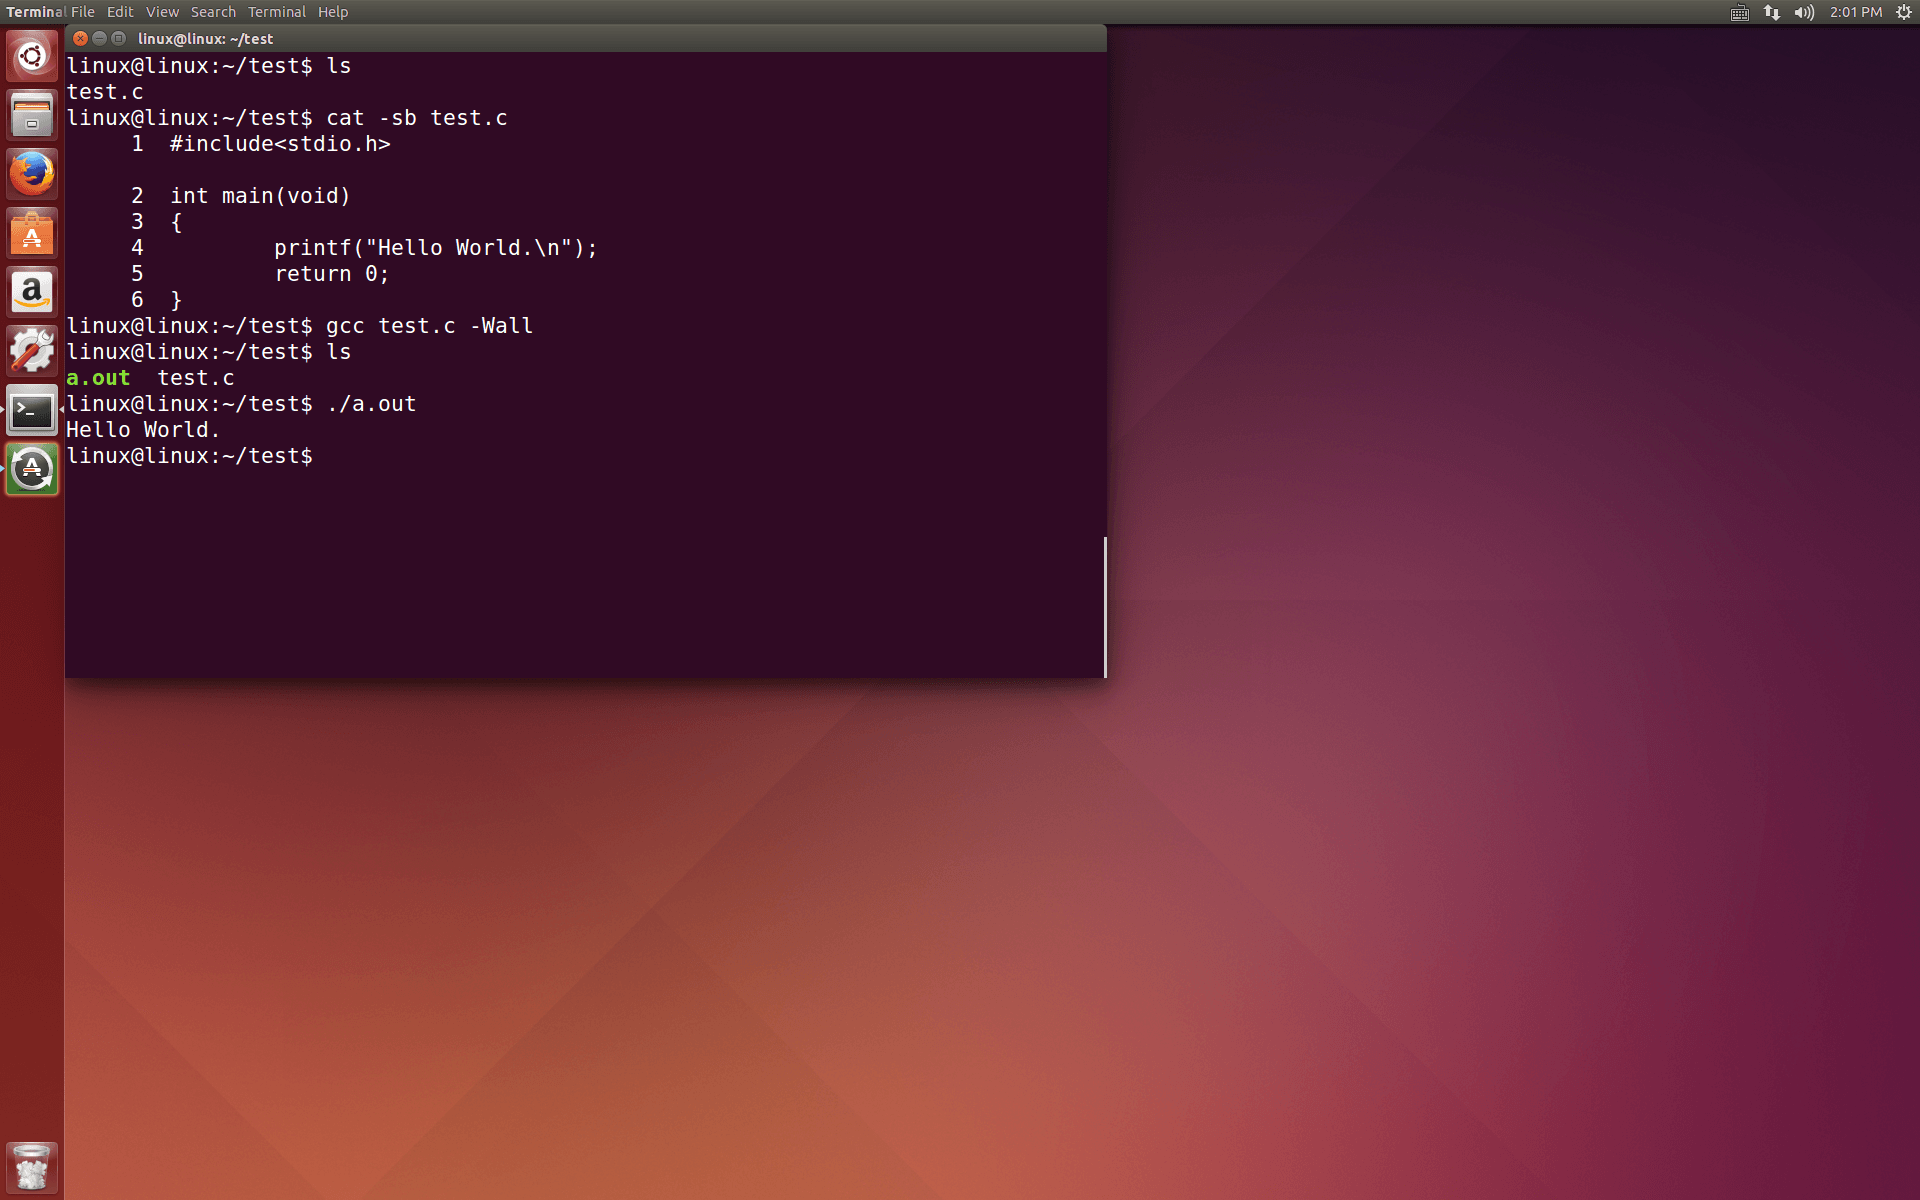 Terminal File Edit View Search Terminal Help 2:01 PM
linux@linux: ~/test
linux@linux:~/test$ ls
test.c
linux@linux:~/test$ cat -sb test.c
     1  #include<stdio.h>
     2  int main(void)
     3  {
     4          printf("Hello World.\n");
     5          return 0;
     6  }
linux@linux:~/test$ gcc test.c -Wall
linux@linux:~/test$ ls
a.out  test.c
linux@linux:~/test$ ./a.out
Hello World.
linux@linux:~/test$